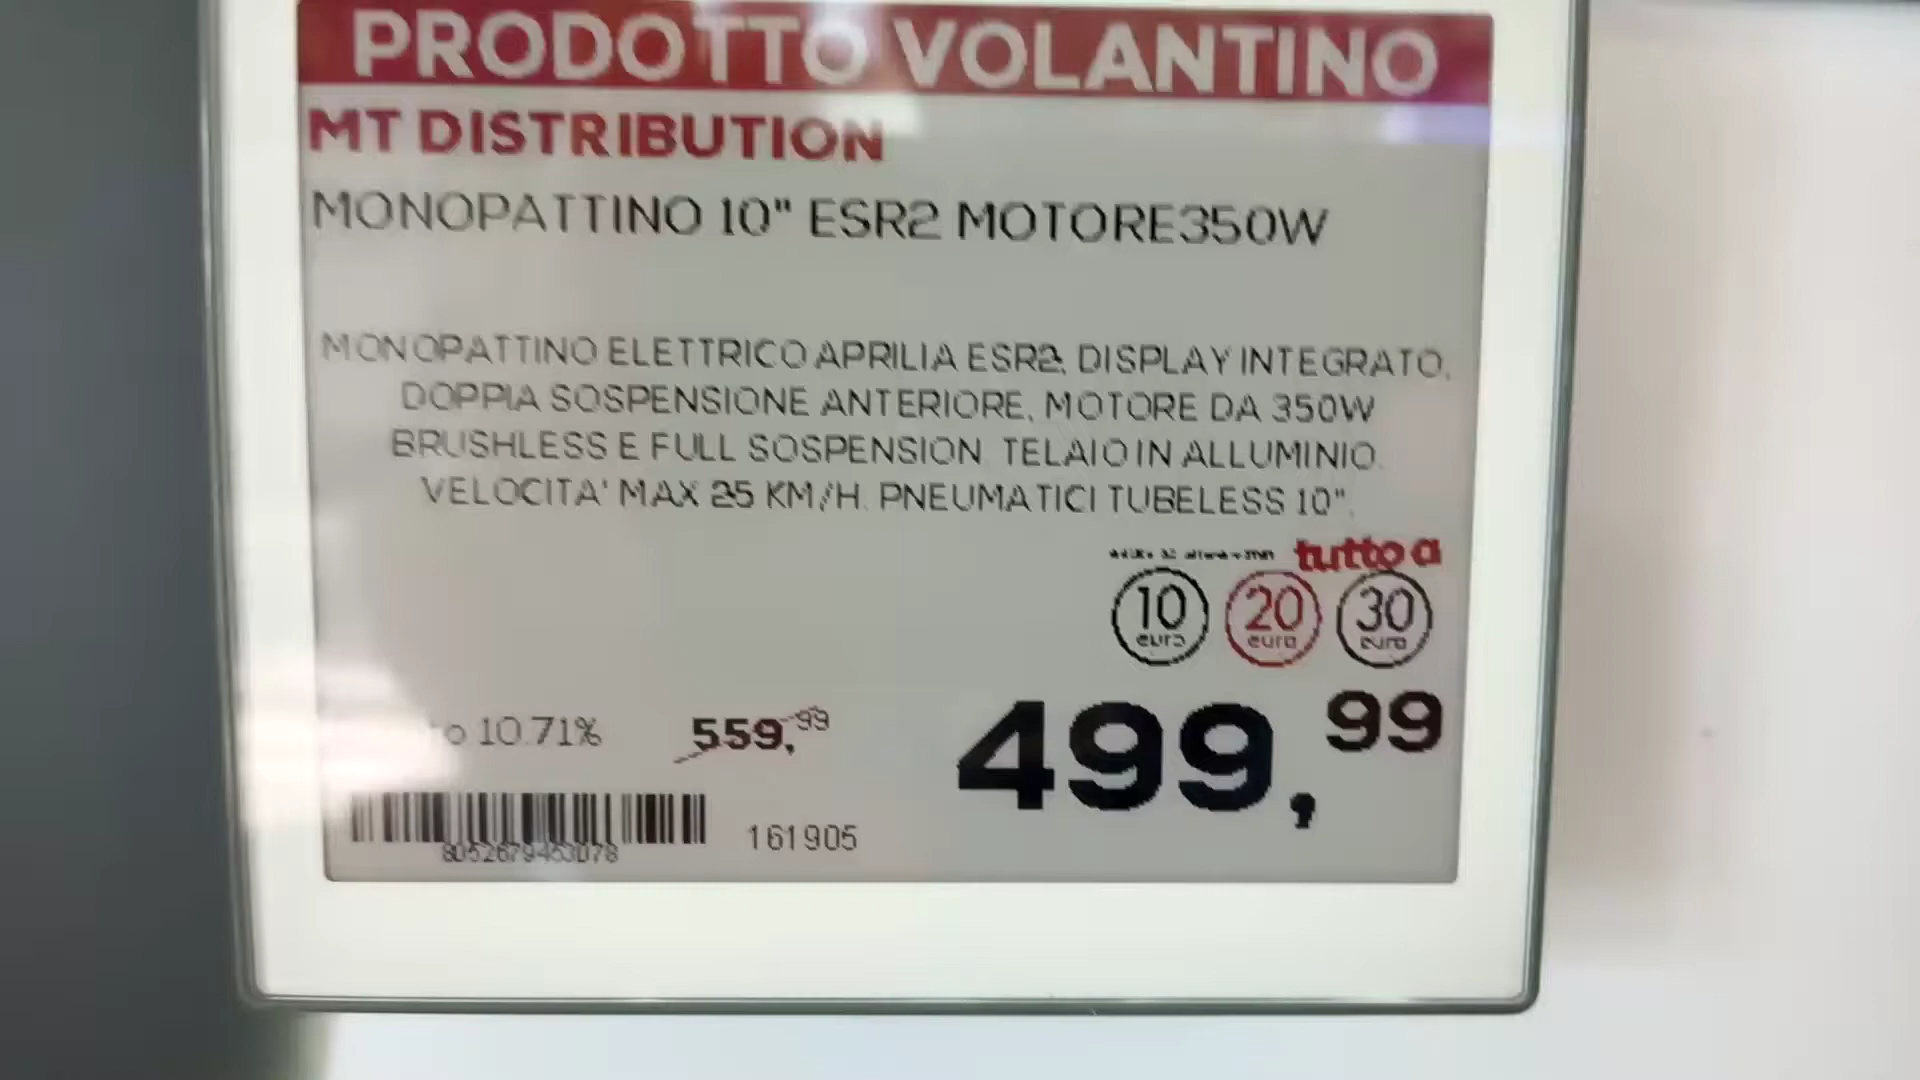 PRODOTTO VOLANTINO
MT DISTRIBUTION
MONOPATTINO 10" ESR2 MOTORE350W
MONOPATTINO ELETTRICO APRILIA ESR2, DISPLAY INTEGRATO,
DOPPIA SOSPENSIONE ANTERIORE, MOTORE DA 350W
BRUSHLESS E FULL SOSPENSION. TELAIO IN ALLUMINIO.
VELOCITA' MAX 25 KM/H. PNEUMATICI TUBELESS 10".
tutto a
10 euro 20 euro 30 euro
10.71% 559,99 499,99
8052679453078 161905